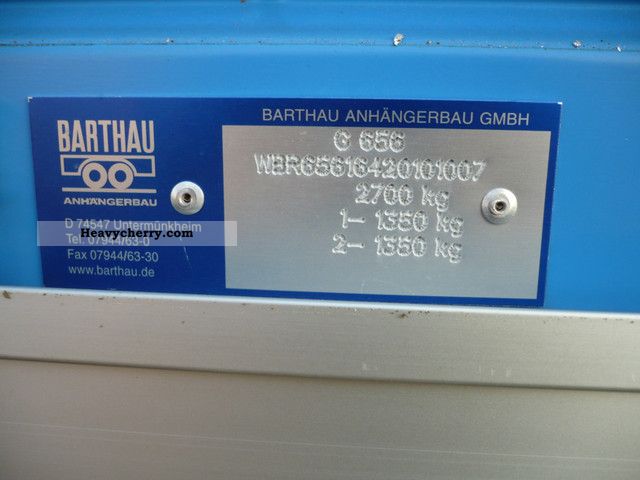 BARTHAU
ANHÄNGERBAU
D 74547 Untermünkheim
Tel. 07944/63-0
Fax 07944/63-30
www.barthau.de
BARTHAU ANHÄNGERBAU GMBH
G 656
WBR65616420101007
2700 kg
1- 1350 kg
2- 1350 kg
Heavycherry.com